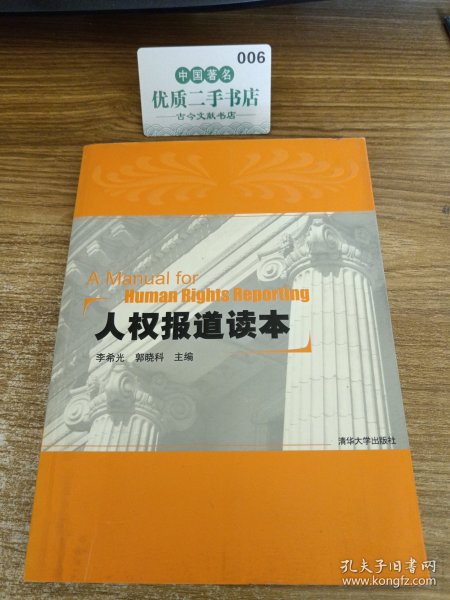 006
中国著名
优质二手书店
古今文献书店
A Manual for
Human Rights Reporting
人权报道读本
李希光 郭晓科 主编
清华大学出版社
孔夫子旧书网
www.kongfz.com